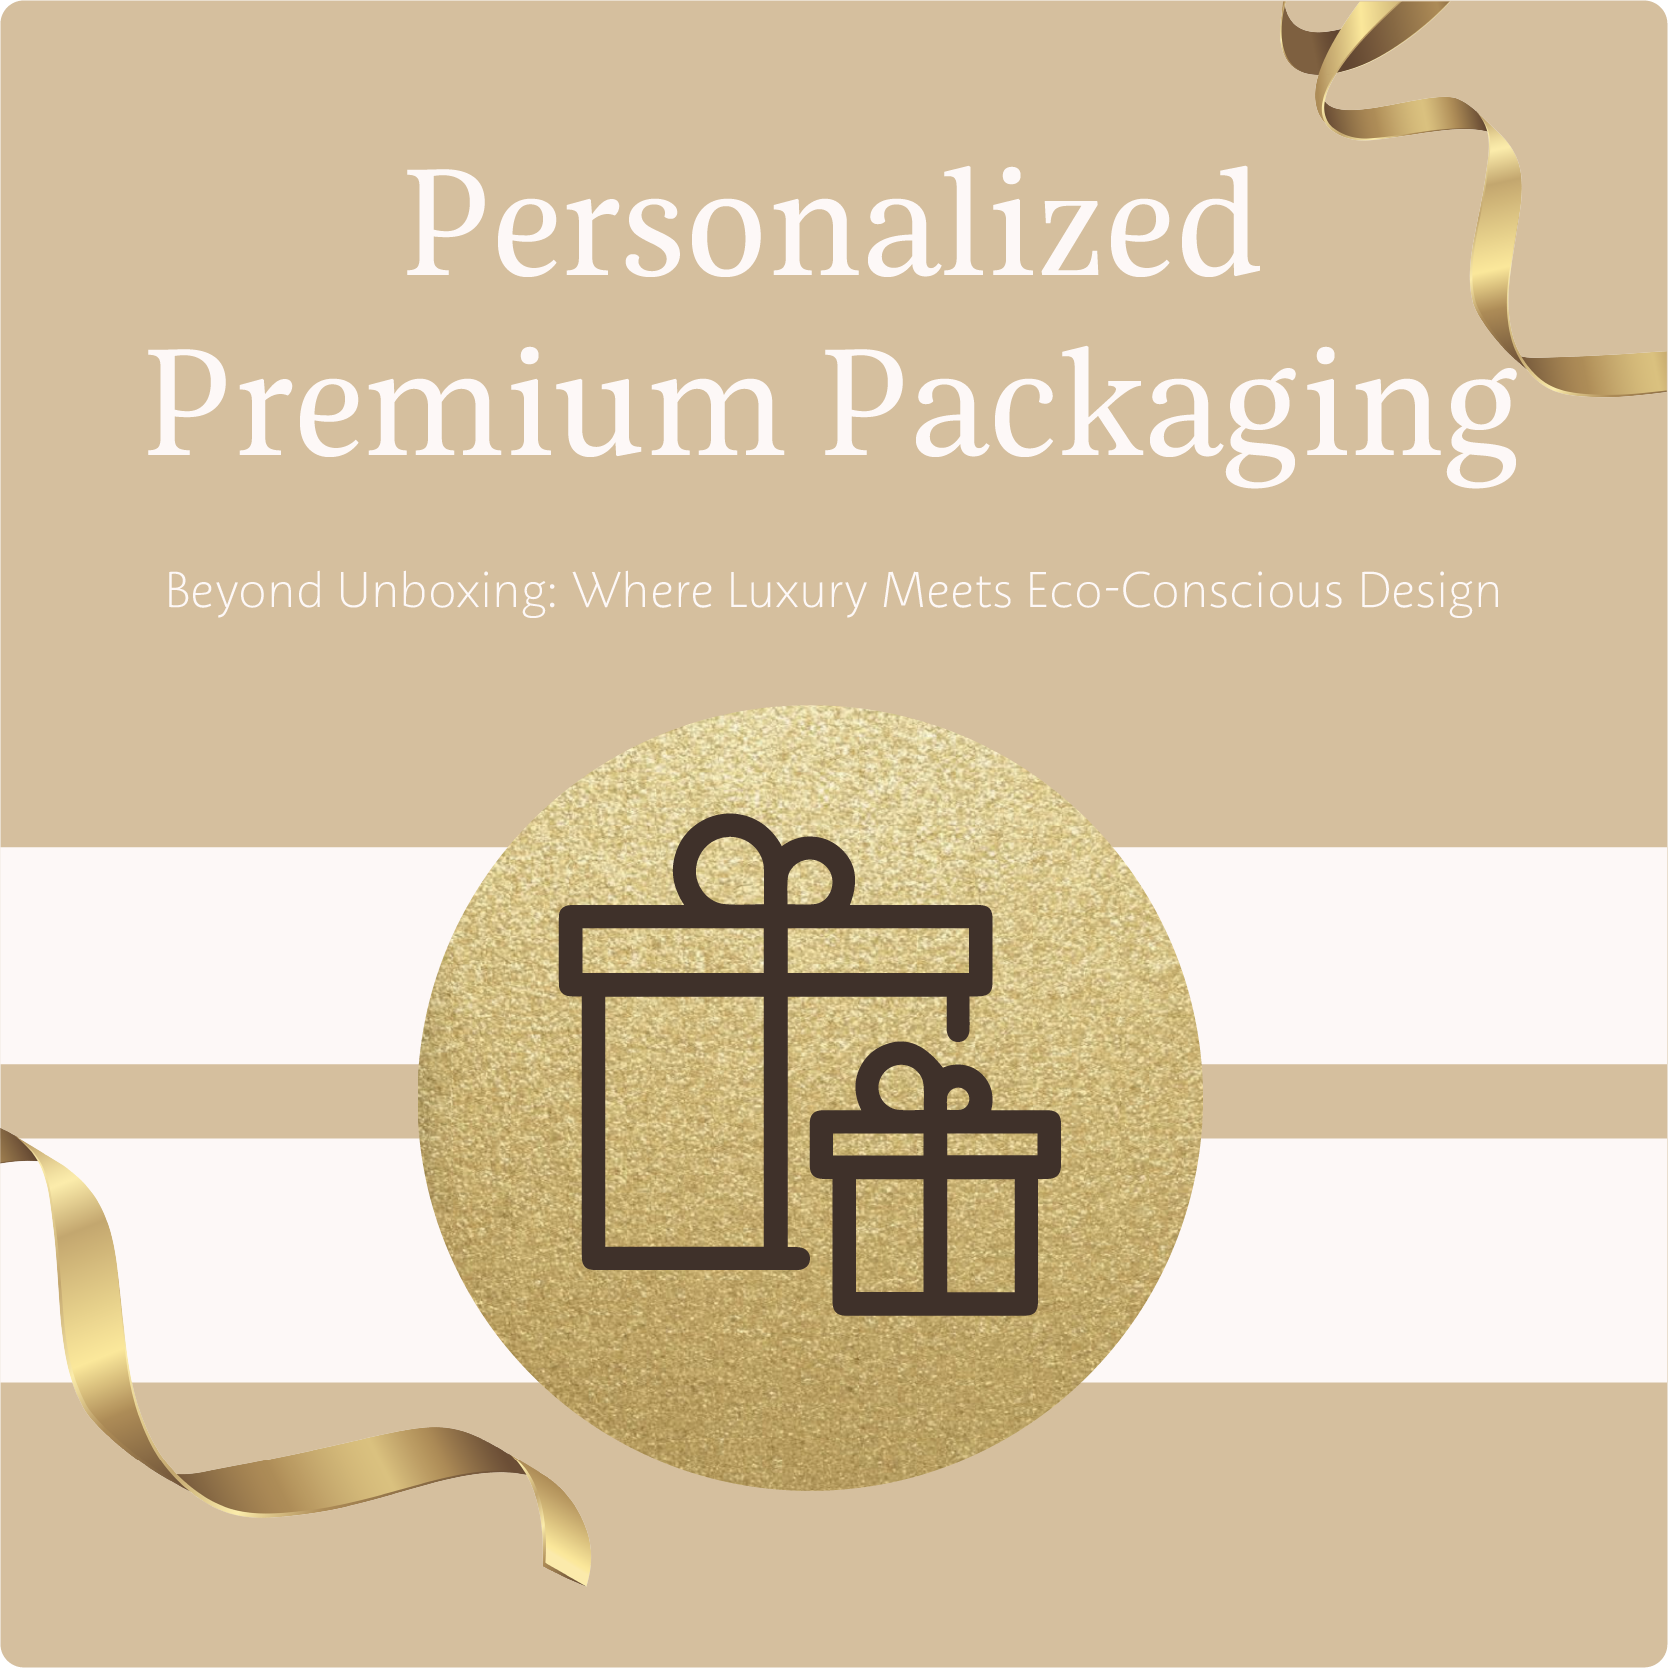 Personalized
Premium Packaging
Beyond Unboxing: Where Luxury Meets Eco-Conscious Design